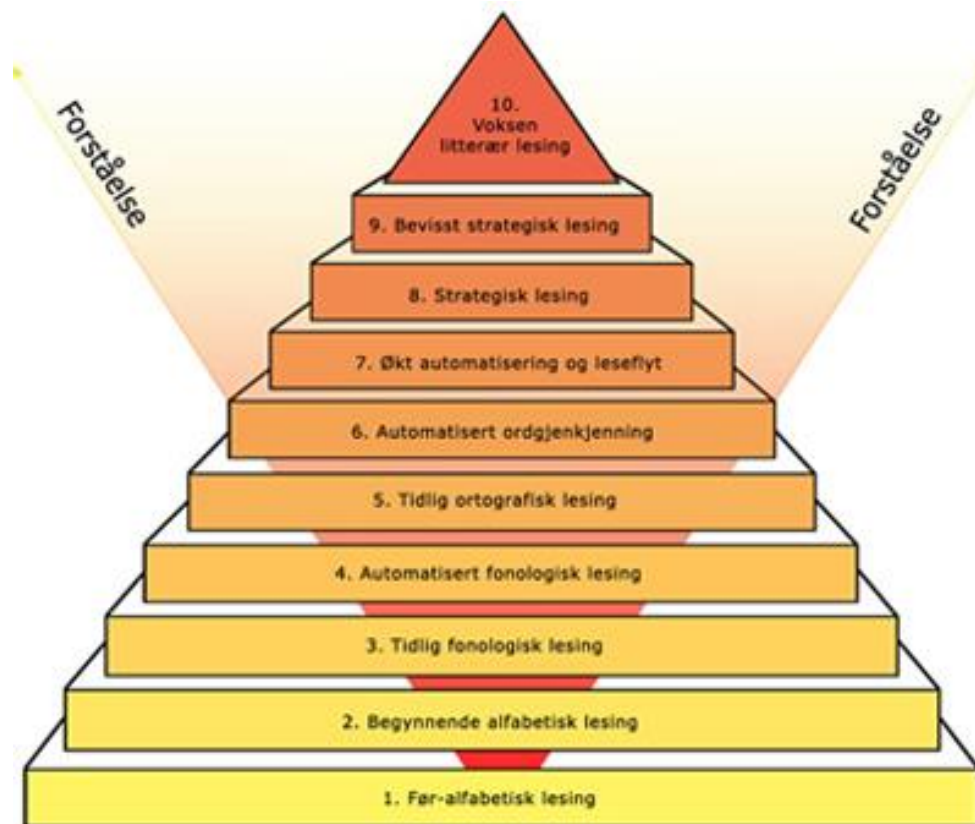 Forståelse
Forståelse
10.
Voksen
litterær lesing
9. Bevisst strategisk lesing
8. Strategisk lesing
7. Økt automatisering og leseflyt
6. Automatisert ordgjenkjenning
5. Tidlig ortografisk lesing
4. Automatisert fonologisk lesing
3. Tidlig fonologisk lesing
2. Begynnende alfabetisk lesing
1. Før-alfabetisk lesing